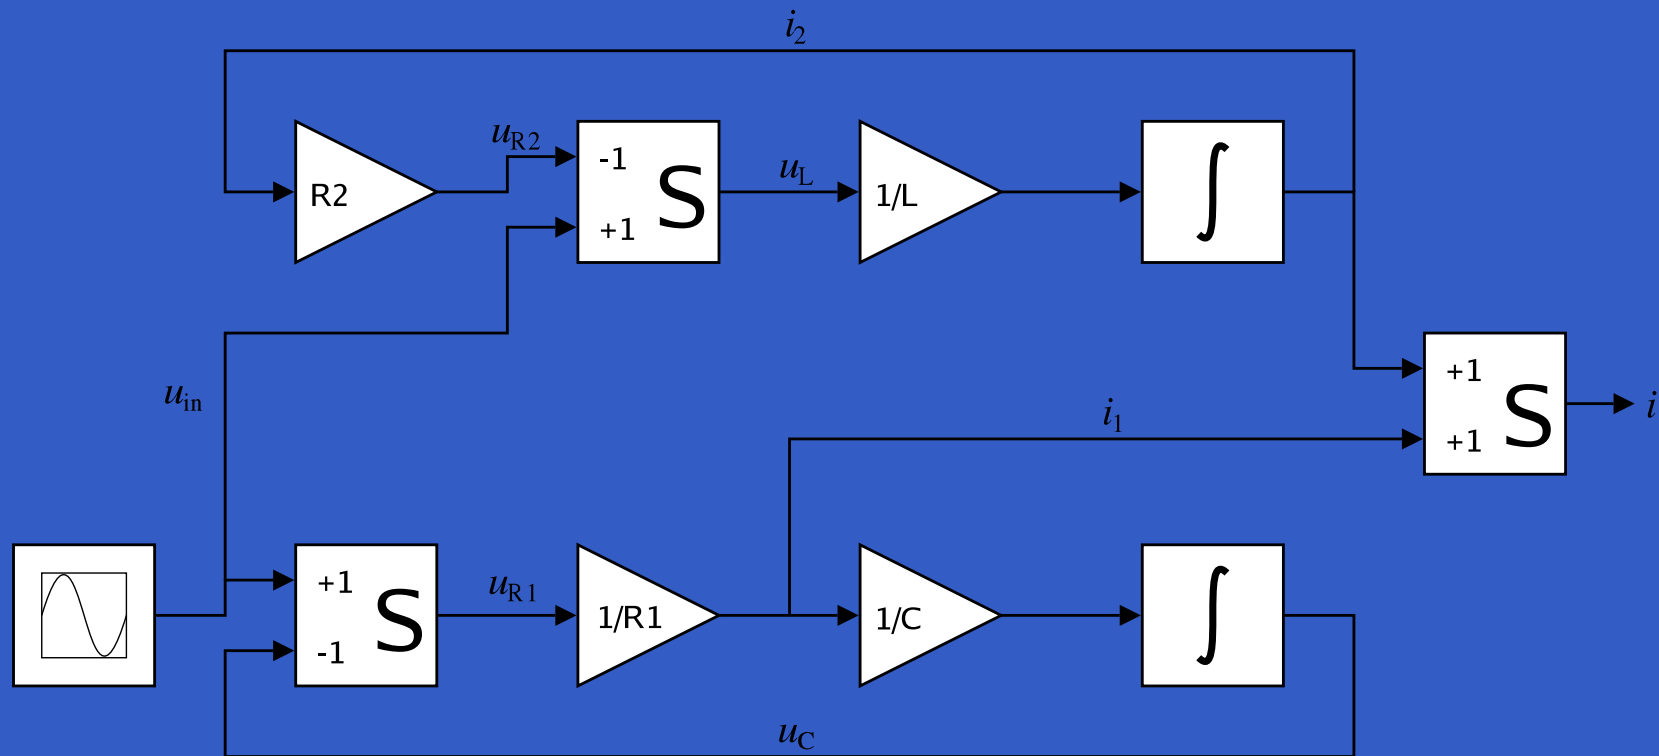 i2
R2
uR2
-1
+1
S
uL
1/L
∫
uin
+1
+1
S
i
i1
+1
-1
S
uR1
1/R1
1/C
∫
uC